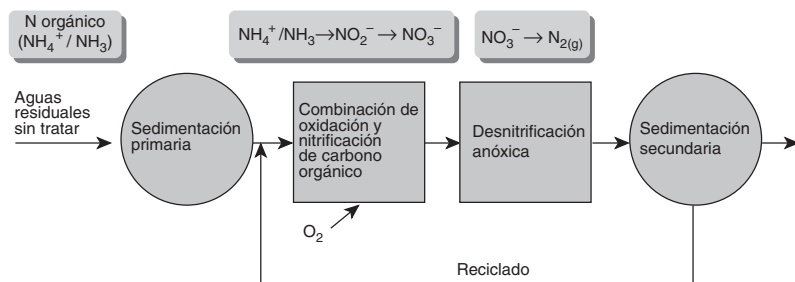 N orgánico
(NH₄⁺ / NH₃)
NH₄⁺ /NH₃→NO₂⁻ → NO₃⁻
NO₃⁻ → N₂(g)
Aguas
residuales
sin tratar
Sedimentación
primaria
Combinación de
oxidación y
nitrificación
de carbono
orgánico
Desnitrificación
anóxica
Sedimentación
secundaria
O₂
Reciclado